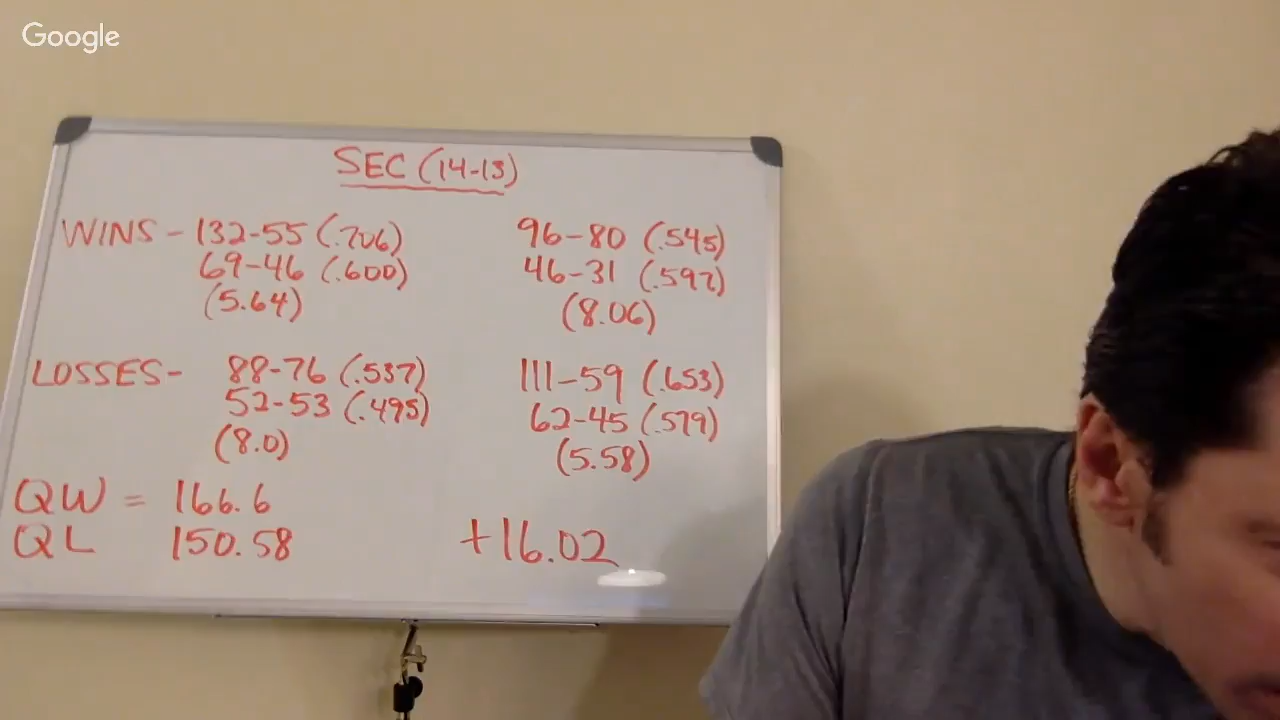 Google
SEC (14-13)
WINS - 132-55 (.706) 96-80 (.545)
69-46 (.600) 46-31 (.597)
(5.64) (8.06)
LOSSES- 88-76 (.537) 111-59 (.653)
52-53 (.495) 62-45 (.579)
(8.0) (5.58)
QW = 166.6
QL 150.58 +16.02